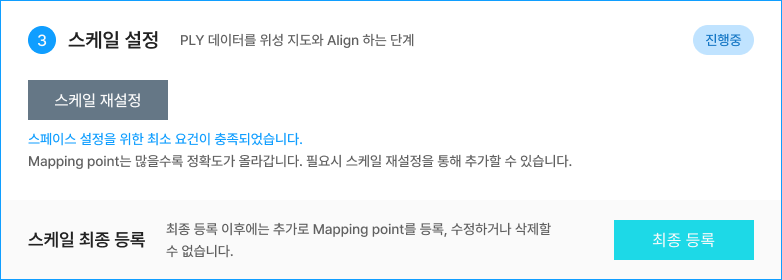 3 스케일 설정 PLY 데이터를 위성 지도와 Align 하는 단계 진행중
스케일 재설정
스페이스 설정을 위한 최소 요건이 충족되었습니다.
Mapping point는 많을수록 정확도가 올라갑니다. 필요시 스케일 재설정을 통해 추가할 수 있습니다.
스케일 최종 등록
최종 등록 이후에는 추가로 Mapping point를 등록, 수정하거나 삭제할
수 없습니다.
최종 등록